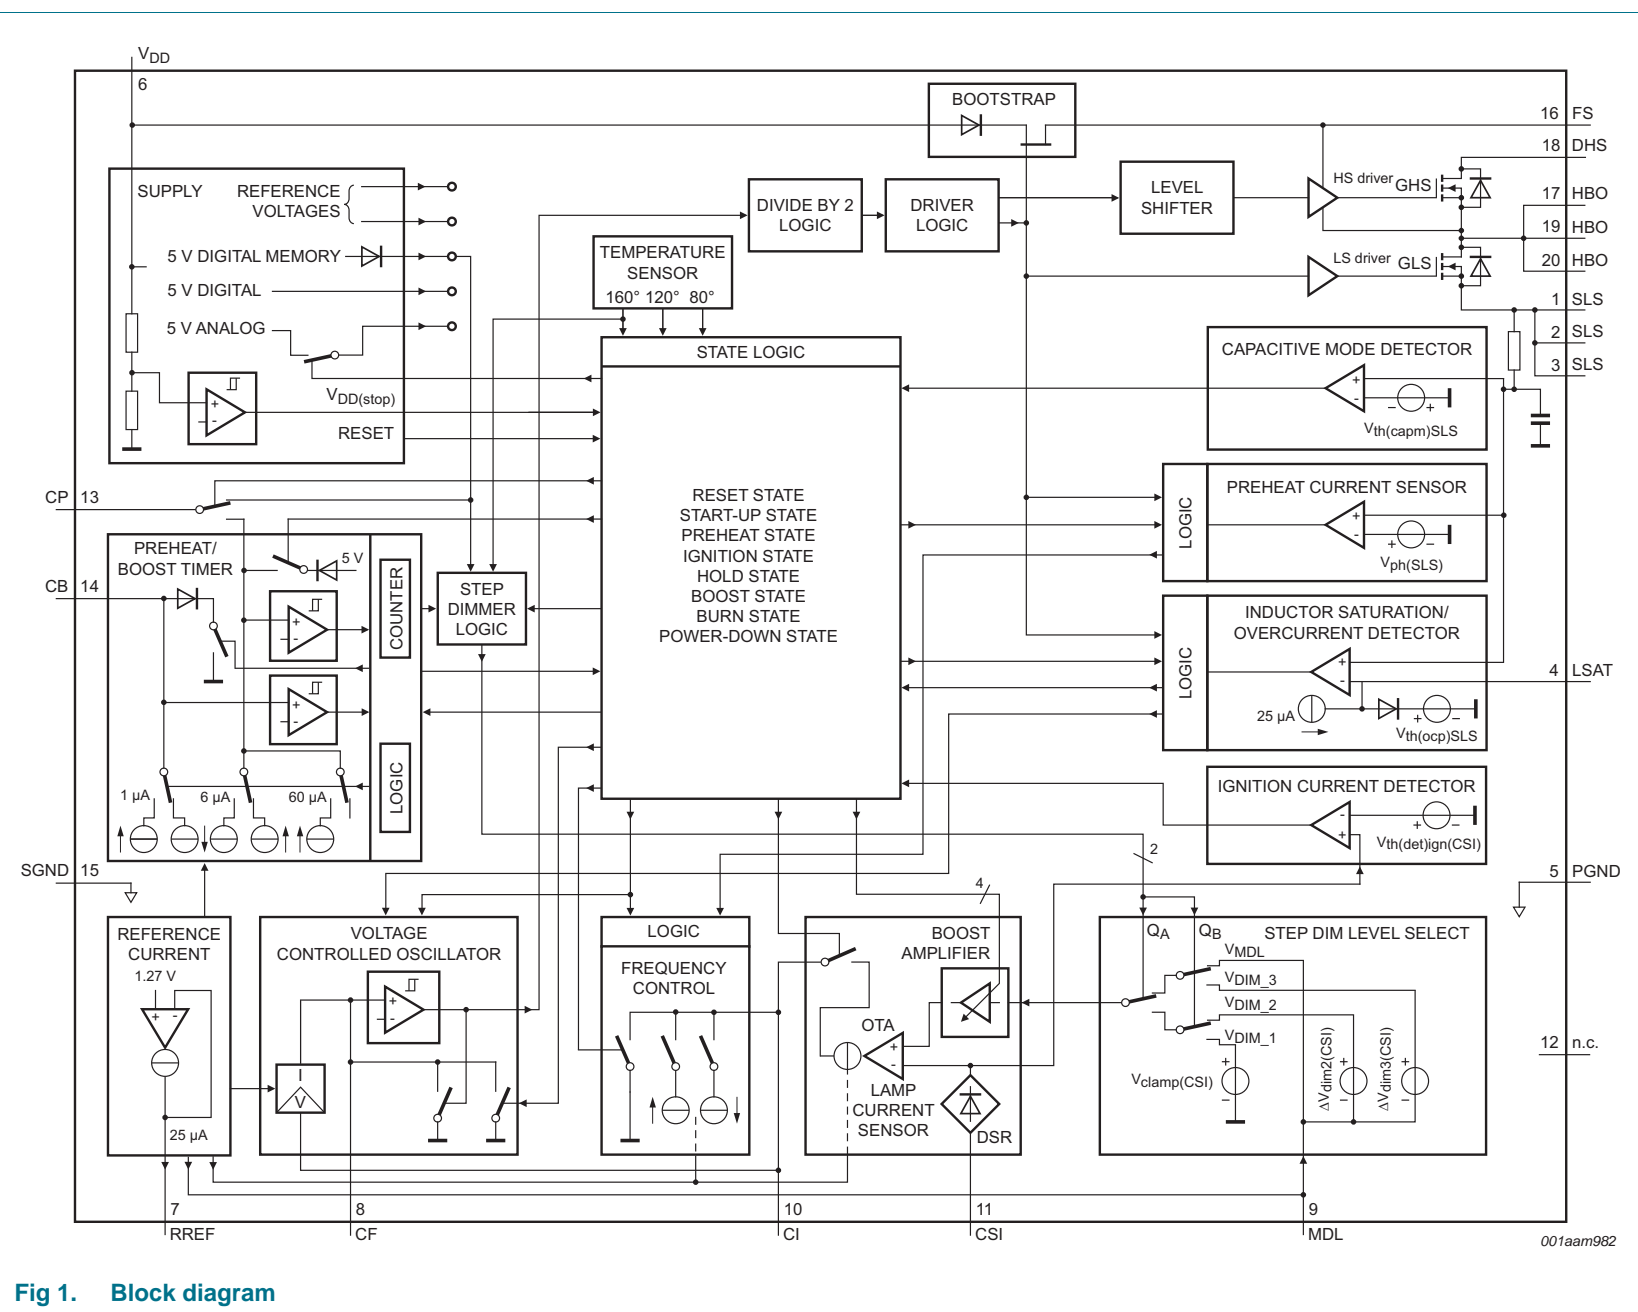 VDD
6
BOOTSTRAP
16 FS
18 DHS
SUPPLY
REFERENCE
VOLTAGES
DIVIDE BY 2
LOGIC
DRIVER
LOGIC
LEVEL
SHIFTER
HS driver
GHS
17 HBO
19 HBO
5 V DIGITAL MEMORY
TEMPERATURE
SENSOR
160° 120° 80°
LS driver
GLS
20 HBO
5 V DIGITAL
1 SLS
5 V ANALOG
2 SLS
STATE LOGIC
CAPACITIVE MODE DETECTOR
3 SLS
+
-
- +
Vth(capm)SLS
VDD(stop)
+
-
RESET
CP 13
RESET STATE
START-UP STATE
PREHEAT STATE
IGNITION STATE
HOLD STATE
BOOST STATE
BURN STATE
POWER-DOWN STATE
LOGIC
PREHEAT CURRENT SENSOR
+
-
+ -
Vph(SLS)
PREHEAT/
BOOST TIMER
5 V
CB 14
COUNTER
+
-
STEP
DIMMER
LOGIC
LOGIC
INDUCTOR SATURATION/
OVERCURRENT DETECTOR
+
-
4 LSAT
25 µA
+ -
Vth(ocp)SLS
+
-
LOGIC
1 µA
6 µA
60 µA
IGNITION CURRENT DETECTOR
-
+
+ -
Vth(det)ign(CSI)
SGND 15
2
4
5 PGND
REFERENCE
CURRENT
1.27 V
+ -
25 µA
VOLTAGE
CONTROLLED OSCILLATOR
+
-
I
V
LOGIC
FREQUENCY
CONTROL
BOOST
AMPLIFIER
OTA
+
-
LAMP
CURRENT
SENSOR
DSR
QA
QB
STEP DIM LEVEL SELECT
VMDL
VDIM_3
VDIM_2
VDIM_1
Vclamp(CSI)
+
-
ΔVdim2(CSI)
+
-
ΔVdim3(CSI)
+
-
12 n.c.
7
RREF
8
CF
10
CI
11
CSI
9
MDL
001aam982
Fig 1. Block diagram